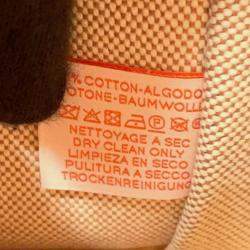 % COTTON-ALGODO
OTONE-BAUMWOLL
NETTOYAGE A SEC
DRY CLEAN ONLY
LIMPIEZA EN SECO
PULITURA A SECCO
TROCKENREINIGUNG